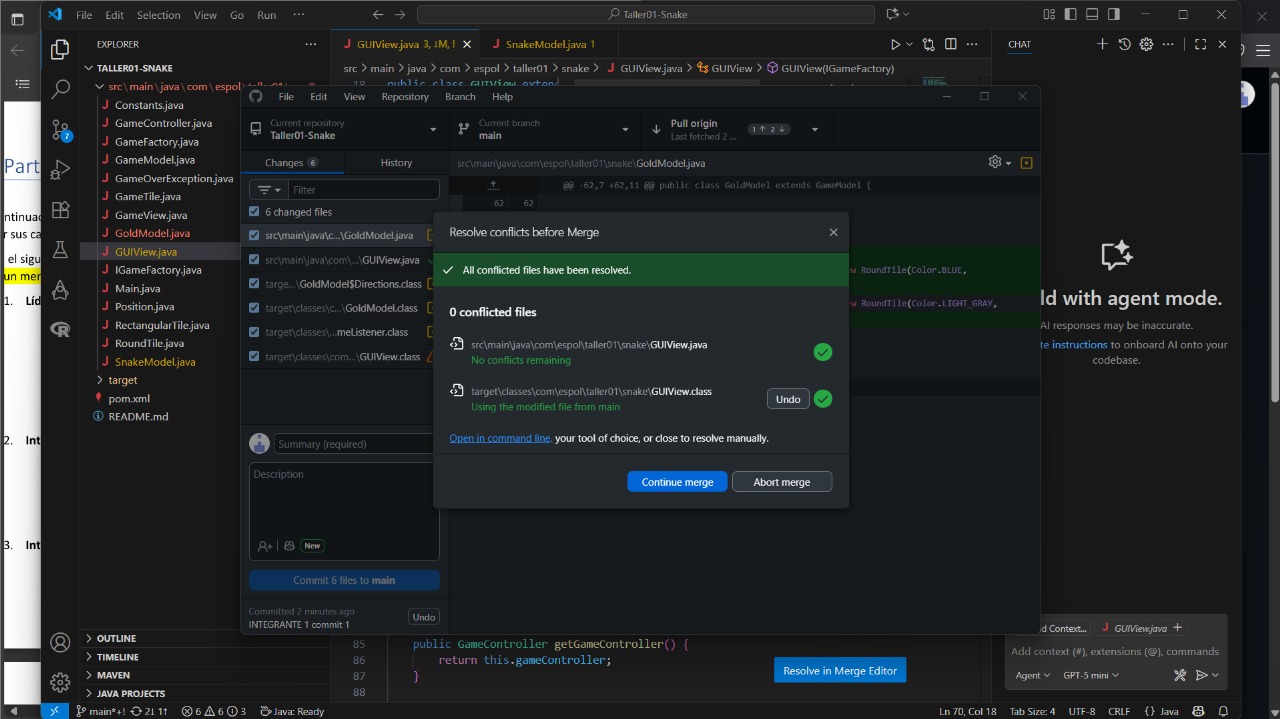 File Edit Selection View Go Run ···
Taller01-Snake
EXPLORER ···
TALLER01-SNAKE
src\main\java\com\espol\taller01\
Constants.java
GameController.java
GameFactory.java
GameModel.java
GameOverException.java
GameTile.java
GameView.java
GoldModel.java
GUIView.java
IGameFactory.java
Main.java
Position.java
RectangularTile.java
RoundTile.java
SnakeModel.java
target
pom.xml
README.md
OUTLINE
TIMELINE
MAVEN
JAVA PROJECTS
7
Part
ntinuac
r sus ca
el sigu
un mer
1. Líd
2. Int
3. Int
GUIView.java 3, ↓M, !
SnakeModel.java 1
src > main > java > com > espol > taller01 > snake > GUIView.java > GUIView > GUIView(IGameFactory)
18 public class GUIView exten
File Edit View Repository Branch Help
Current repository
Taller01-Snake
Current branch
main
Pull origin
Last fetched 2 ...
1↑ 2↓
Changes 6
History
src\main\java\com\espol\taller01\snake\GoldModel.java
Filter
@@ -62,7 +62,11 @@ public class GoldModel extends GameModel {
62 62
6 changed files
src\main\java\c...\GoldModel.java
src\main\java\com\...\GUIView.java
targe...\GoldModel$Directions.class
target\classes\c...\GoldModel.class
target\classes\...meListener.class
target\classes\com...\GUIView.class
w RoundTile(Color.BLUE,
w RoundTile(Color.LIGHT_GRAY,
Resolve conflicts before Merge
All conflicted files have been resolved.
0 conflicted files
src\main\java\com\espol\taller01\snake\GUIView.java
No conflicts remaining
target\classes\com\espol\taller01\snake\GUIView.class
Using the modified file from main
Undo
Open in command line, your tool of choice, or close to resolve manually.
Continue merge
Abort merge
Summary (required)
Description
New
Commit 6 files to main
Committed 2 minutes ago
INTEGRANTE 1 commit 1
Undo
85 public GameController getGameController() {
86 return this.gameController;
87 }
88
Resolve in Merge Editor
CHAT
ld with agent mode.
AI responses may be inaccurate.
te instructions to onboard AI onto your
codebase.
d Context...
GUIView.java +
Add context (#), extensions (@), commands
Agent
GPT-5 mini
main*+! 2↓ 1↑
6 6 3
Java: Ready
Ln 70, Col 18
Tab Size: 4
UTF-8
CRLF
{} Java